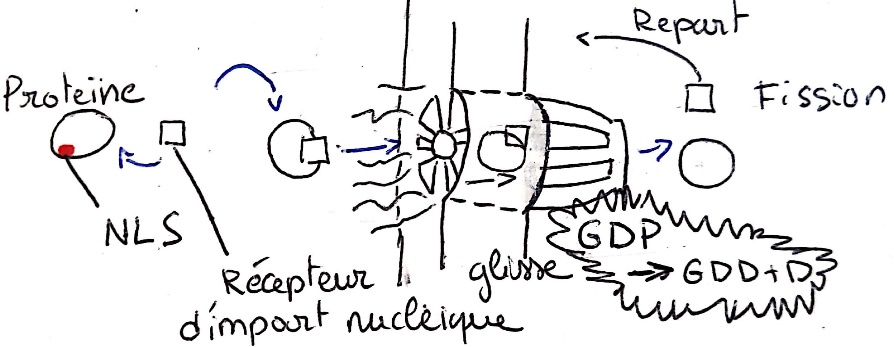 Repart
Proteine
Fission
NLS
GDP
→ GDD + D
glisse
Récepteur
d'import nucléique